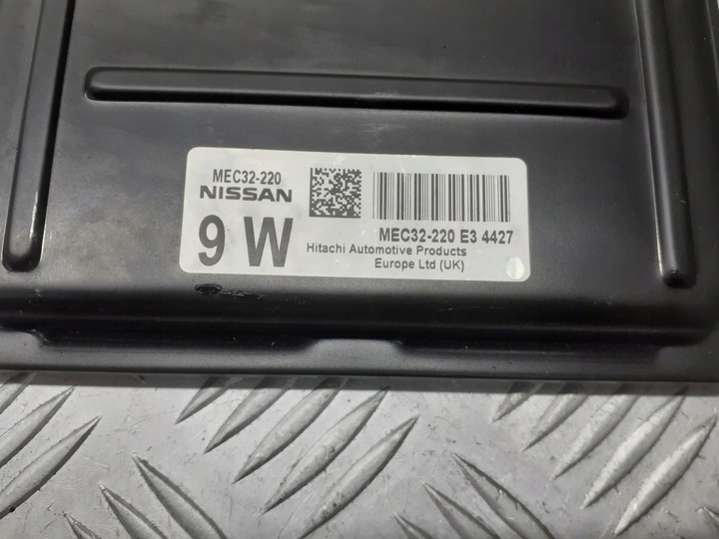 MEC32-220
NISSAN
9 W
MEC32-220 E3 4427
Hitachi Automotive Products
Europe Ltd (UK)